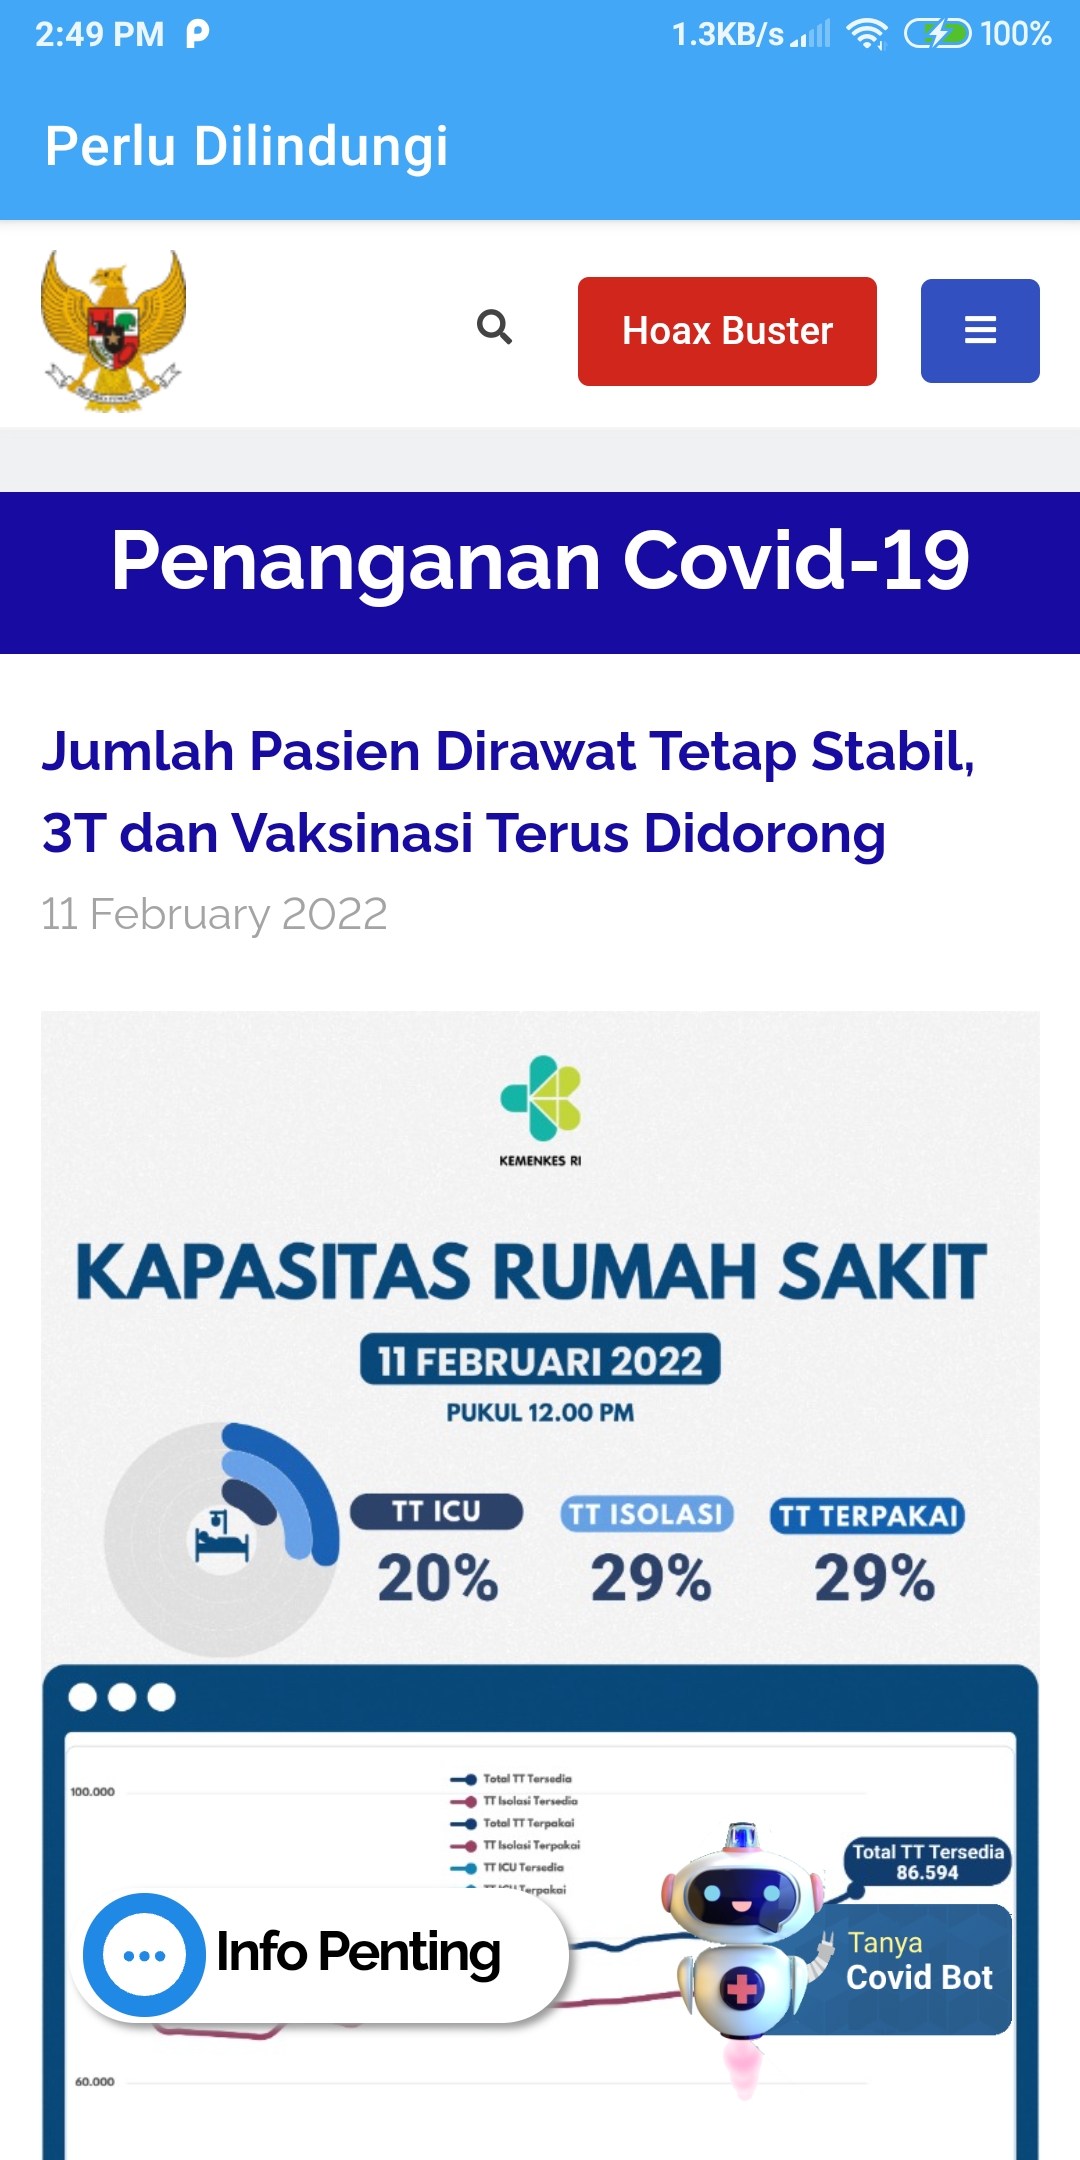 2:49 PM
1.3KB/s
100%
Perlu Dilindungi
Hoax Buster
Penanganan Covid-19
Jumlah Pasien Dirawat Tetap Stabil,
3T dan Vaksinasi Terus Didorong
11 February 2022
KEMENKES RI
KAPASITAS RUMAH SAKIT
11 FEBRUARI 2022
PUKUL 12.00 PM
TT ICU
TT ISOLASI
TT TERPAKAI
20%
29%
29%
100.000
Total TT Tersedia
TT Isolasi Tersedia
Total TT Terpakai
TT Isolasi Terpakai
TT ICU Tersedia
TT ICU Terpakai
Total TT Tersedia
86.594
Info Penting
Tanya
Covid Bot
60.000